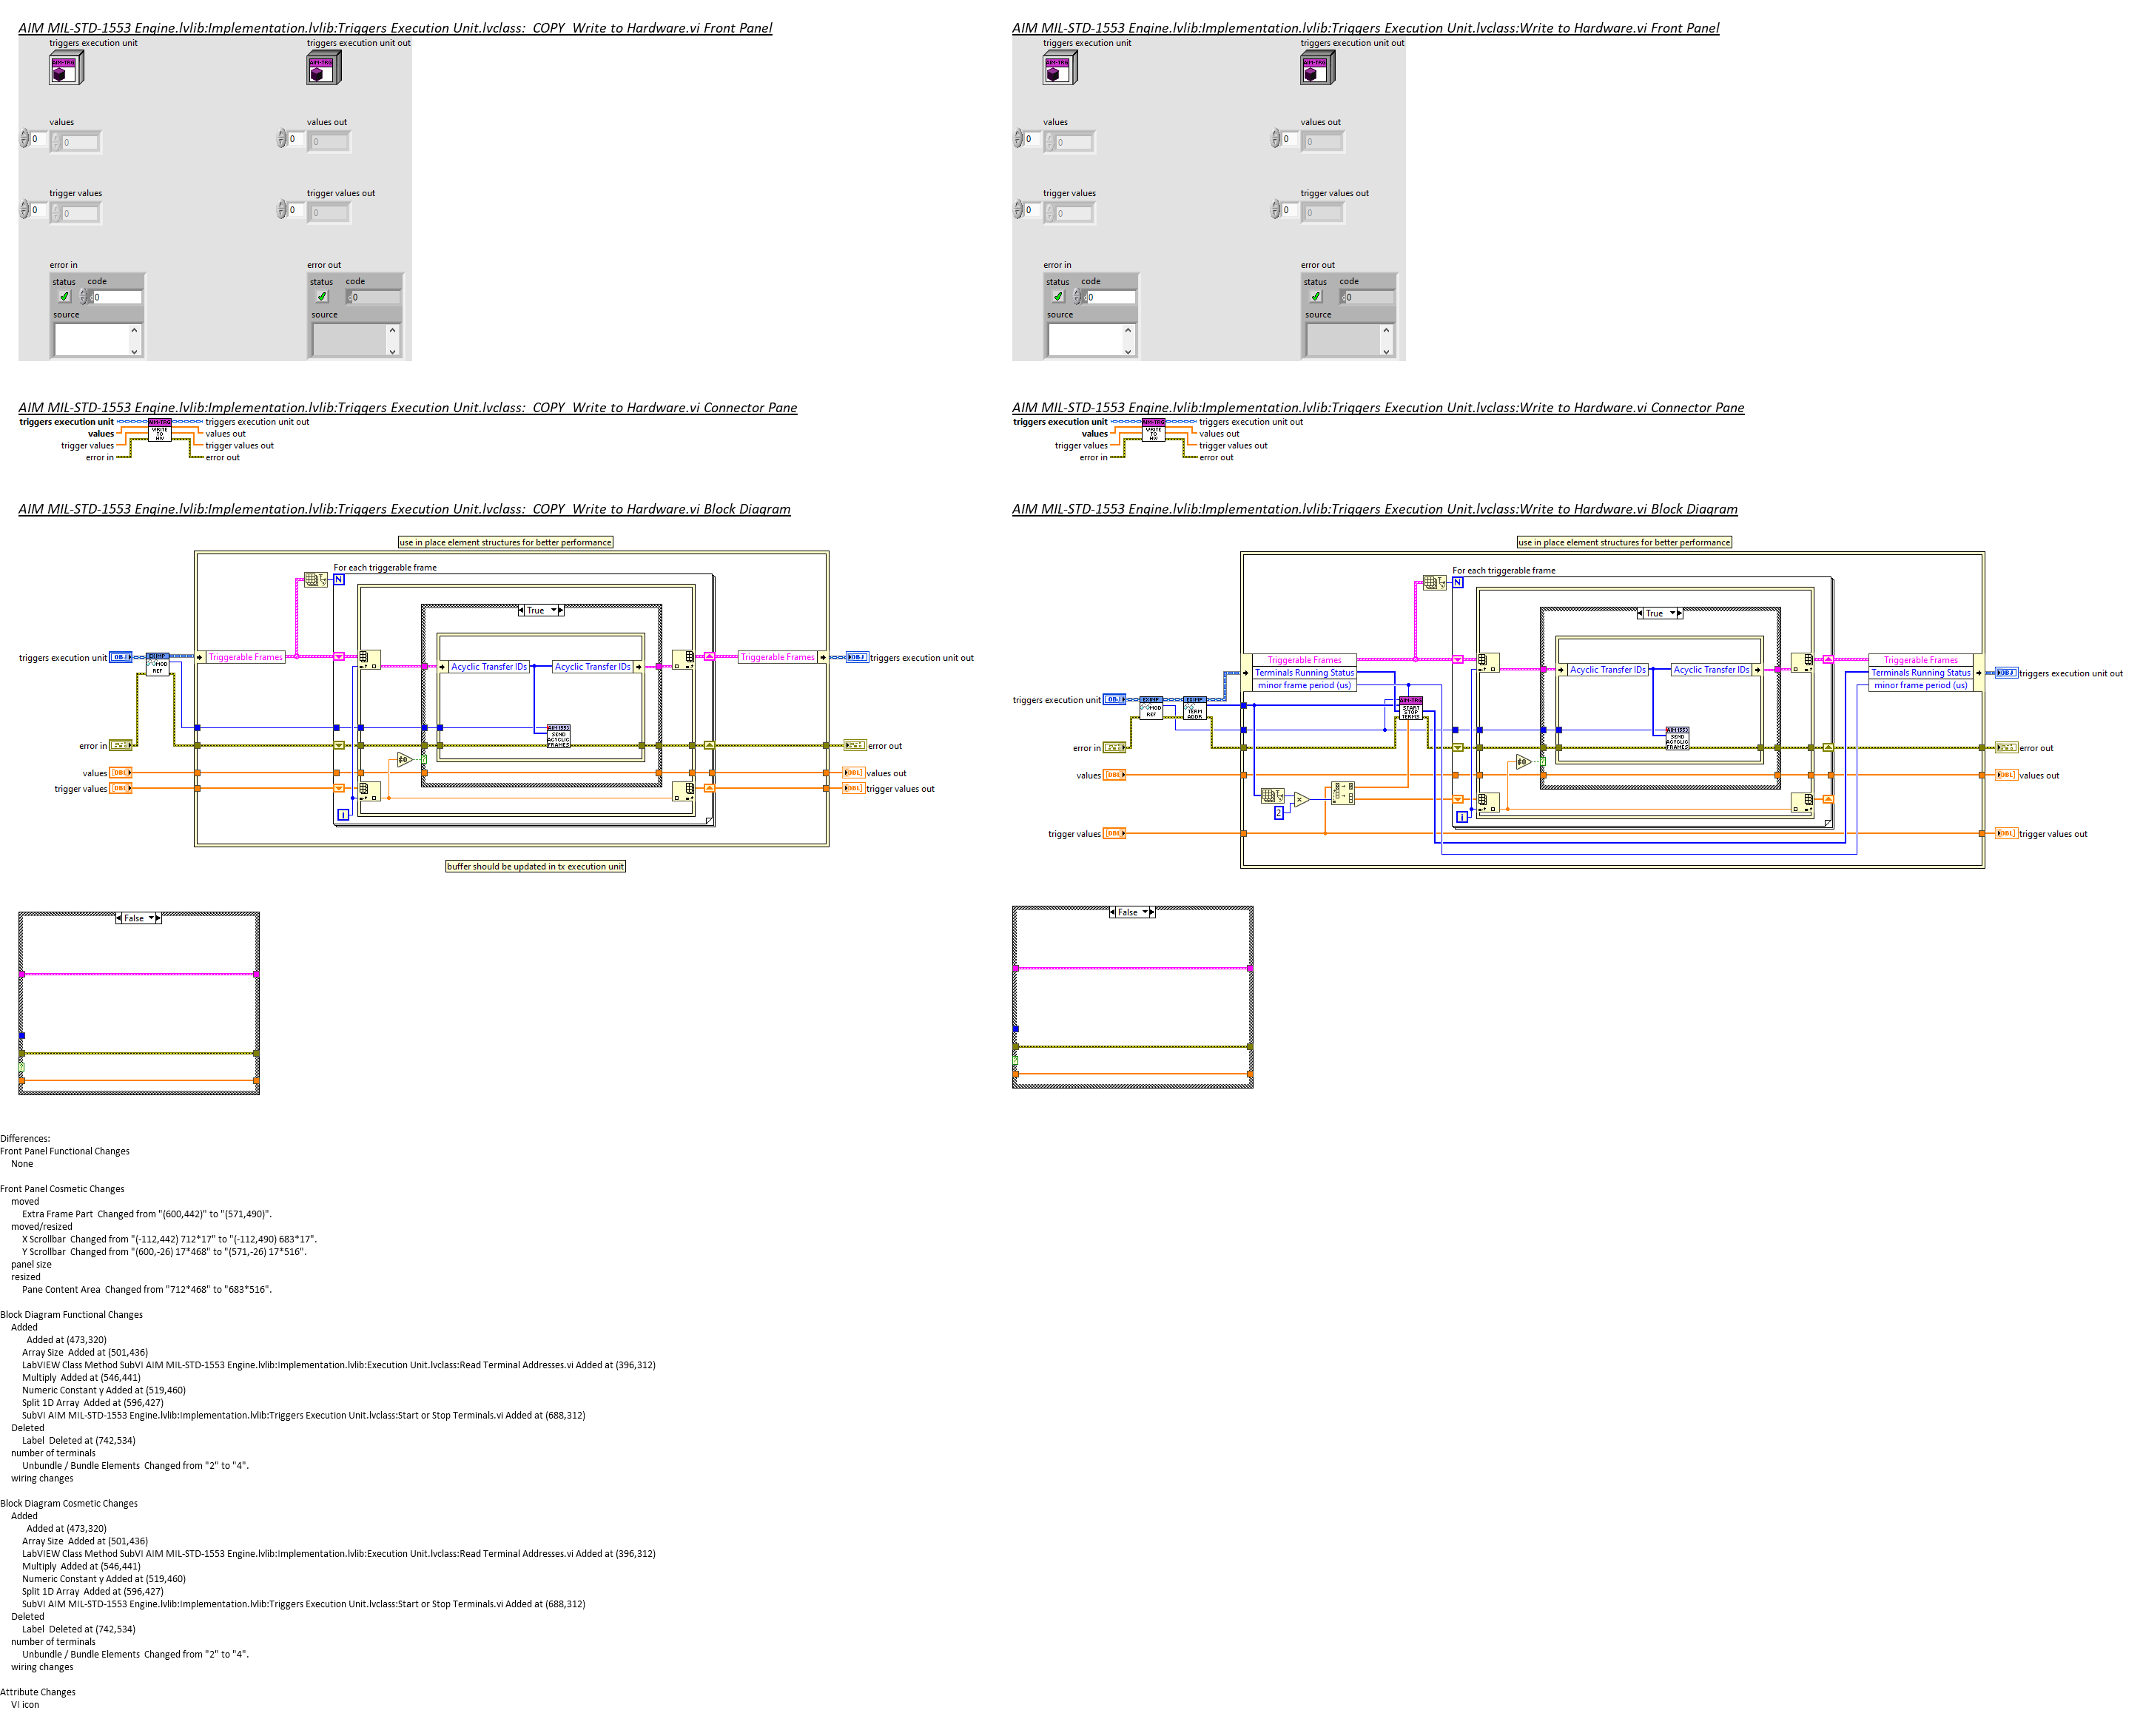 AIM MIL-STD-1553 Engine.lvlib:Implementation.lvlib:Triggers Execution Unit.lvclass:_COPY_Write to Hardware.vi Front Panel
triggers execution unit
triggers execution unit out
AIM-TRG
AIM-TRG
values
values out
0
0
0
0
trigger values
trigger values out
0
0
0
0
error in
error out
status code
status code
0
0
source
source
AIM MIL-STD-1553 Engine.lvlib:Implementation.lvlib:Triggers Execution Unit.lvclass:_COPY_Write to Hardware.vi Connector Pane
triggers execution unit
triggers execution unit out
values
values out
trigger values
trigger values out
error in
error out
AIM-TRG
WRITE
TO
HW
AIM MIL-STD-1553 Engine.lvlib:Implementation.lvlib:Triggers Execution Unit.lvclass:_COPY_Write to Hardware.vi Block Diagram
use in place element structures for better performance
For each triggerable frame
N
True
triggers execution unit
OBJ
MOD
REF
Triggerable Frames
Acyclic Transfer IDs
Acyclic Transfer IDs
Triggerable Frames
OBJ
triggers execution unit out
AIM1553
SEND
ACYCLIC
FRAMES
error in
error out
values
DBL
DBL
values out
trigger values
DBL
DBL
trigger values out
i
buffer should be updated in tx execution unit
False
AIM MIL-STD-1553 Engine.lvlib:Implementation.lvlib:Triggers Execution Unit.lvclass:Write to Hardware.vi Front Panel
triggers execution unit
triggers execution unit out
AIM-TRG
AIM-TRG
values
values out
0
0
0
0
trigger values
trigger values out
0
0
0
0
error in
error out
status code
status code
0
0
source
source
AIM MIL-STD-1553 Engine.lvlib:Implementation.lvlib:Triggers Execution Unit.lvclass:Write to Hardware.vi Connector Pane
triggers execution unit
triggers execution unit out
values
values out
trigger values
trigger values out
error in
error out
AIM-TRG
WRITE
TO
HW
AIM MIL-STD-1553 Engine.lvlib:Implementation.lvlib:Triggers Execution Unit.lvclass:Write to Hardware.vi Block Diagram
use in place element structures for better performance
For each triggerable frame
N
True
Triggerable Frames
Terminals Running Status
minor frame period (us)
Acyclic Transfer IDs
Acyclic Transfer IDs
Triggerable Frames
Terminals Running Status
minor frame period (us)
triggers execution unit
OBJ
MOD
REF
TERM
ADDR
AIM-TRG
START
STOP
TERMS
OBJ
triggers execution unit out
AIM1553
SEND
ACYCLIC
FRAMES
error in
error out
values
DBL
DBL
values out
2
i
trigger values
DBL
DBL
trigger values out
False
Differences:
Front Panel Functional Changes
None
Front Panel Cosmetic Changes
moved
Extra Frame Part Changed from "(600,442)" to "(571,490)".
moved/resized
X Scrollbar Changed from "(-112,442) 712*17" to "(-112,490) 683*17".
Y Scrollbar Changed from "(600,-26) 17*468" to "(571,-26) 17*516".
panel size
resized
Pane Content Area Changed from "712*468" to "683*516".
Block Diagram Functional Changes
Added
Added at (473,320)
Array Size Added at (501,436)
LabVIEW Class Method SubVI AIM MIL-STD-1553 Engine.lvlib:Implementation.lvlib:Execution Unit.lvclass:Read Terminal Addresses.vi Added at (396,312)
Multiply Added at (546,441)
Numeric Constant y Added at (519,460)
Split 1D Array Added at (596,427)
SubVI AIM MIL-STD-1553 Engine.lvlib:Implementation.lvlib:Triggers Execution Unit.lvclass:Start or Stop Terminals.vi Added at (688,312)
Deleted
Label Deleted at (742,534)
number of terminals
Unbundle / Bundle Elements Changed from "2" to "4".
wiring changes
Block Diagram Cosmetic Changes
Added
Added at (473,320)
Array Size Added at (501,436)
LabVIEW Class Method SubVI AIM MIL-STD-1553 Engine.lvlib:Implementation.lvlib:Execution Unit.lvclass:Read Terminal Addresses.vi Added at (396,312)
Multiply Added at (546,441)
Numeric Constant y Added at (519,460)
Split 1D Array Added at (596,427)
SubVI AIM MIL-STD-1553 Engine.lvlib:Implementation.lvlib:Triggers Execution Unit.lvclass:Start or Stop Terminals.vi Added at (688,312)
Deleted
Label Deleted at (742,534)
number of terminals
Unbundle / Bundle Elements Changed from "2" to "4".
wiring changes
Attribute Changes
VI icon